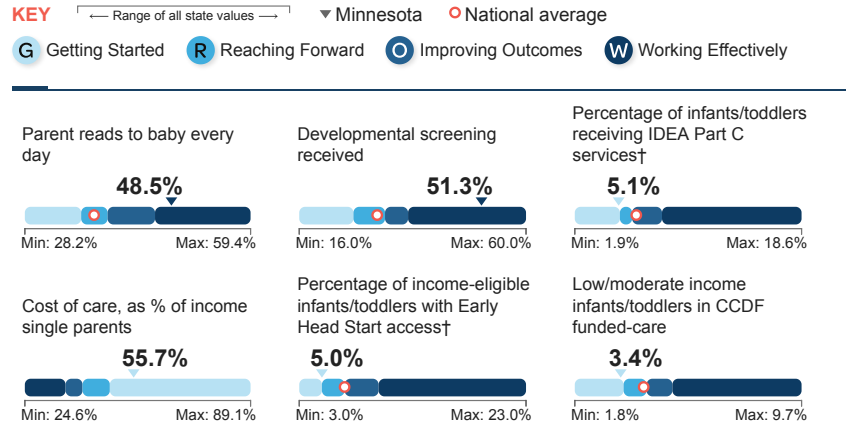 KEY
Range of all state values
Minnesota
National average
G Getting Started
R Reaching Forward
O Improving Outcomes
W Working Effectively
Parent reads to baby every
day
48.5%
Min: 28.2% Max: 59.4%
Developmental screening
received
51.3%
Min: 16.0% Max: 60.0%
Percentage of infants/toddlers
receiving IDEA Part C
services†
5.1%
Min: 1.9% Max: 18.6%
Cost of care, as % of income
single parents
55.7%
Min: 24.6% Max: 89.1%
Percentage of income-eligible
infants/toddlers with Early
Head Start access†
5.0%
Min: 3.0% Max: 23.0%
Low/moderate income
infants/toddlers in CCDF
funded-care
3.4%
Min: 1.8% Max: 9.7%